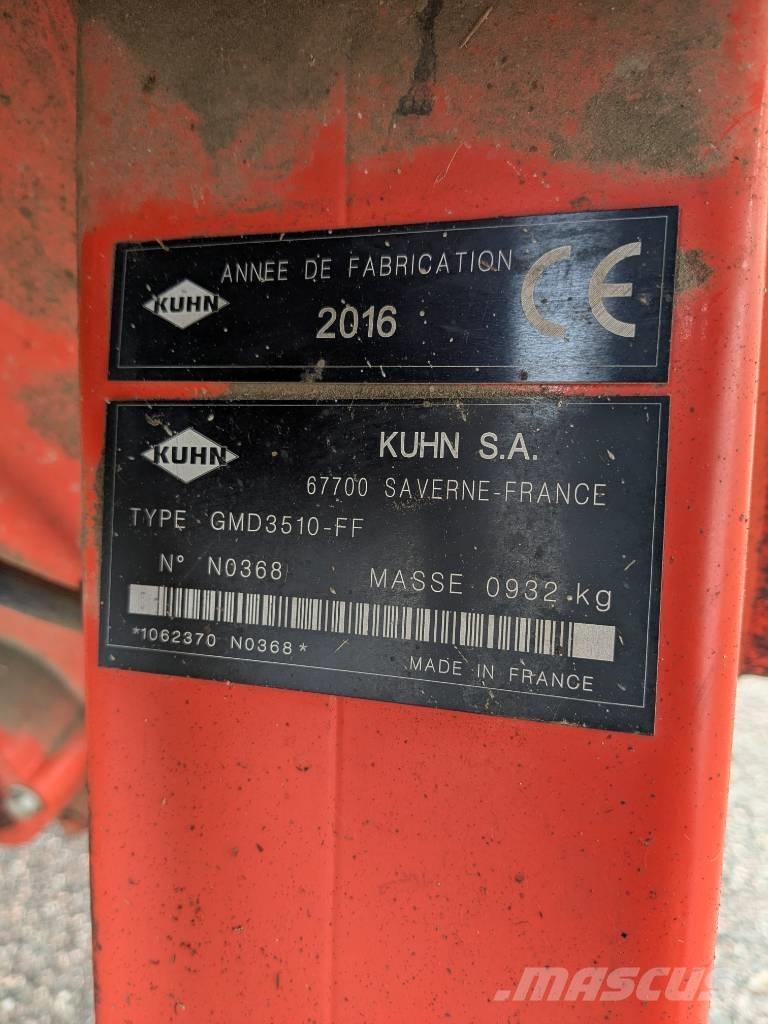 KUHN
ANNEE DE FABRICATION
2016
CE
KUHN
KUHN S.A.
67700 SAVERNE-FRANCE
TYPE GMD3510-FF
N° N0368 MASSE 0932 kg
*1062370 N0368*
MADE IN FRANCE
MASCUS